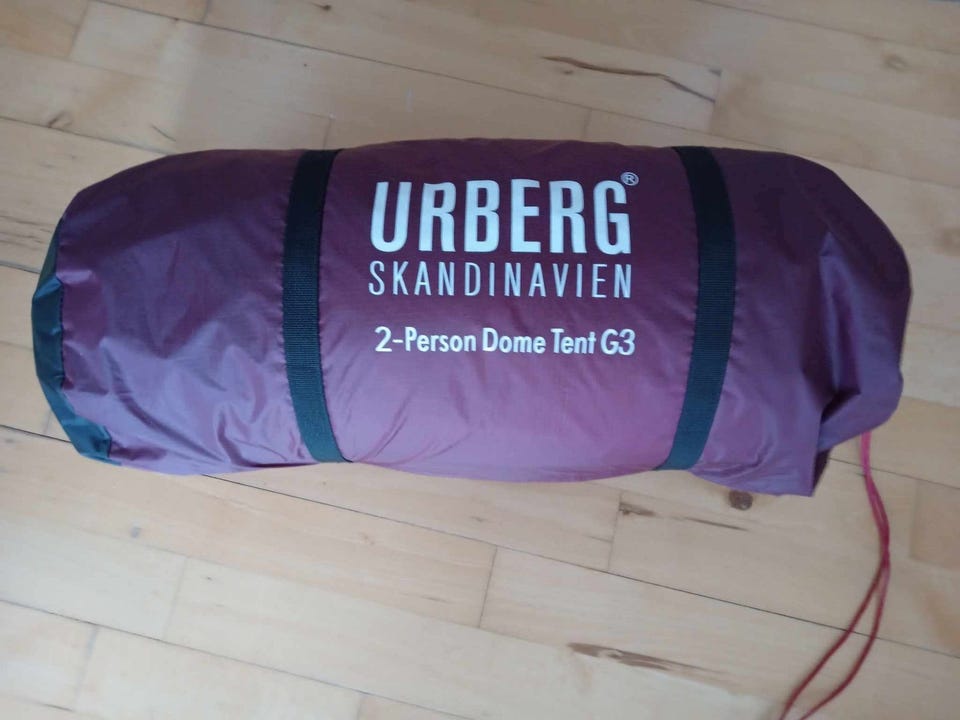 URBERG®
SKANDINAVIEN
2-Person Dome Tent G3